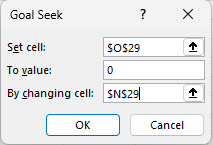 Goal Seek ? ×
Set cell: $O$29
To value: 0
By changing cell: $N$29
OK Cancel